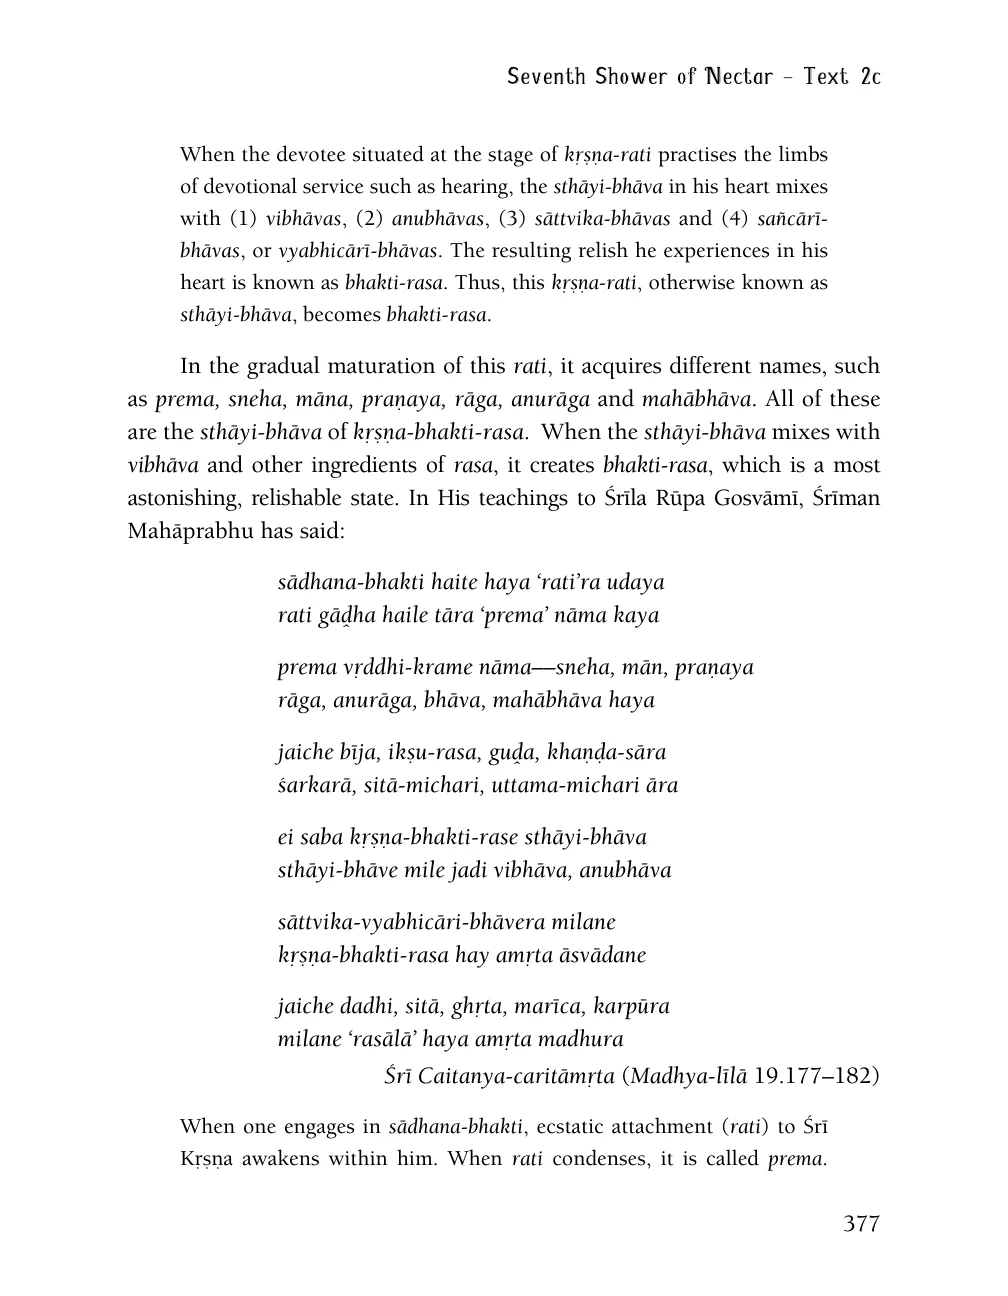 Seventh Shower of Nectar – Text 2c
When the devotee situated at the stage of kṛṣṇa-rati practises the limbs
of devotional service such as hearing, the sthāyi-bhāva in his heart mixes
with (1) vibhāvas, (2) anubhāvas, (3) sāttvika-bhāvas and (4) sañcārī-
bhāvas, or vyabhicārī-bhāvas. The resulting relish he experiences in his
heart is known as bhakti-rasa. Thus, this kṛṣṇa-rati, otherwise known as
sthāyi-bhāva, becomes bhakti-rasa.
In the gradual maturation of this rati, it acquires different names, such
as prema, sneha, māna, praṇaya, rāga, anurāga and mahābhāva. All of these
are the sthāyi-bhāva of kṛṣṇa-bhakti-rasa. When the sthāyi-bhāva mixes with
vibhāva and other ingredients of rasa, it creates bhakti-rasa, which is a most
astonishing, relishable state. In His teachings to Śrīla Rūpa Gosvāmī, Śrīman
Mahāprabhu has said:
sādhana-bhakti haite haya ‘rati’ra udaya
rati gāḓha haile tāra ‘prema’ nāma kaya
prema vṛddhi-krame nāma—sneha, mān, praṇaya
rāga, anurāga, bhāva, mahābhāva haya
jaiche bīja, ikṣu-rasa, guḓa, khaṇḍa-sāra
śarkarā, sitā-michari, uttama-michari āra
ei saba kṛṣṇa-bhakti-rase sthāyi-bhāva
sthāyi-bhāve mile jadi vibhāva, anubhāva
sāttvika-vyabhicāri-bhāvera milane
kṛṣṇa-bhakti-rasa hay amṛta āsvādane
jaiche dadhi, sitā, ghṛta, marīca, karpūra
milane ‘rasālā’ haya amṛta madhura
Śrī Caitanya-caritāmṛta (Madhya-līlā 19.177–182)
When one engages in sādhana-bhakti, ecstatic attachment (rati) to Śrī
Kṛṣṇa awakens within him. When rati condenses, it is called prema.
377